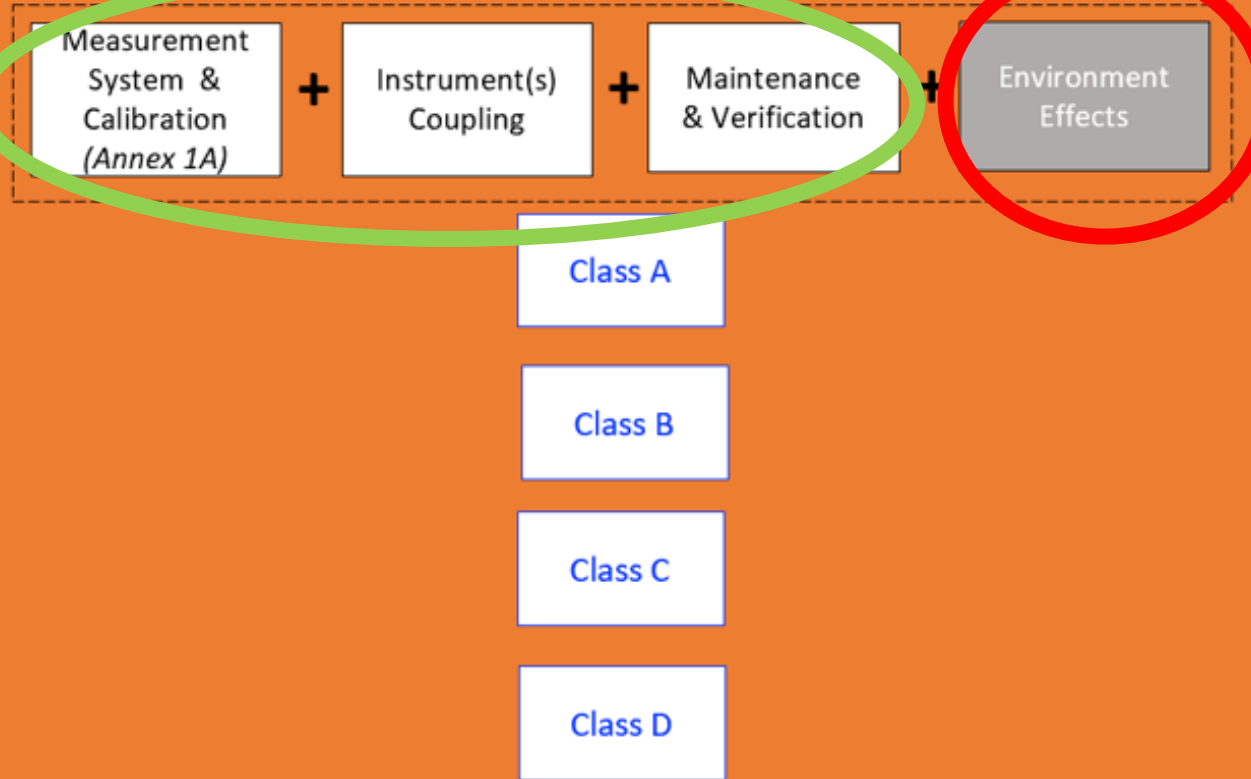 Measurement
System &
Calibration
(Annex 1A)
+
Instrument(s)
Coupling
+
Maintenance
& Verification
+
Environment
Effects
Class A
Class B
Class C
Class D